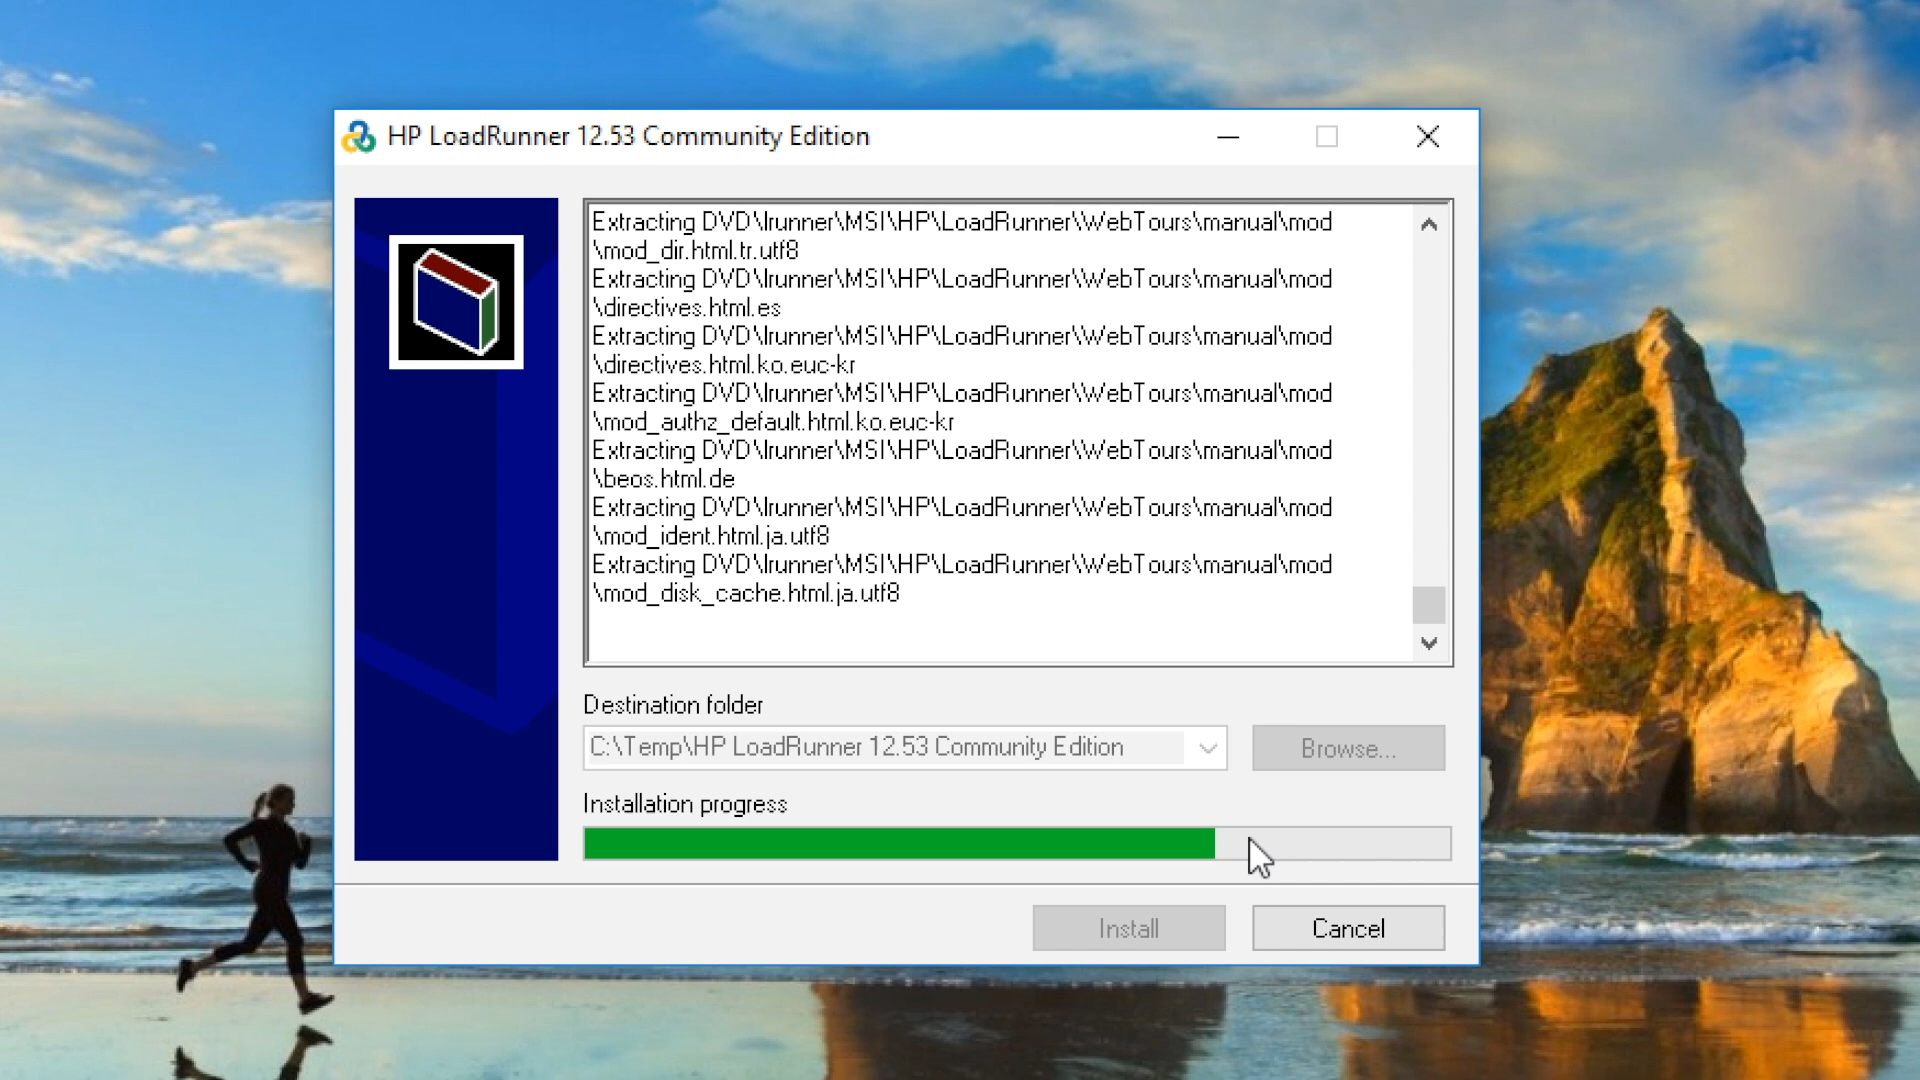 HP LoadRunner 12.53 Community Edition
Extracting DVD\lrunner\MSI\HP\LoadRunner\WebTours\manual\mod
\mod_dir.html.tr.utf8
Extracting DVD\lrunner\MSI\HP\LoadRunner\WebTours\manual\mod
\directives.html.es
Extracting DVD\lrunner\MSI\HP\LoadRunner\WebTours\manual\mod
\directives.html.ko.euc-kr
Extracting DVD\lrunner\MSI\HP\LoadRunner\WebTours\manual\mod
\mod_authz_default.html.ko.euc-kr
Extracting DVD\lrunner\MSI\HP\LoadRunner\WebTours\manual\mod
\beos.html.de
Extracting DVD\lrunner\MSI\HP\LoadRunner\WebTours\manual\mod
\mod_ident.html.ja.utf8
Extracting DVD\lrunner\MSI\HP\LoadRunner\WebTours\manual\mod
\mod_disk_cache.html.ja.utf8
Destination folder
C:\Temp\HP LoadRunner 12.53 Community Edition
Browse...
Installation progress
Install
Cancel